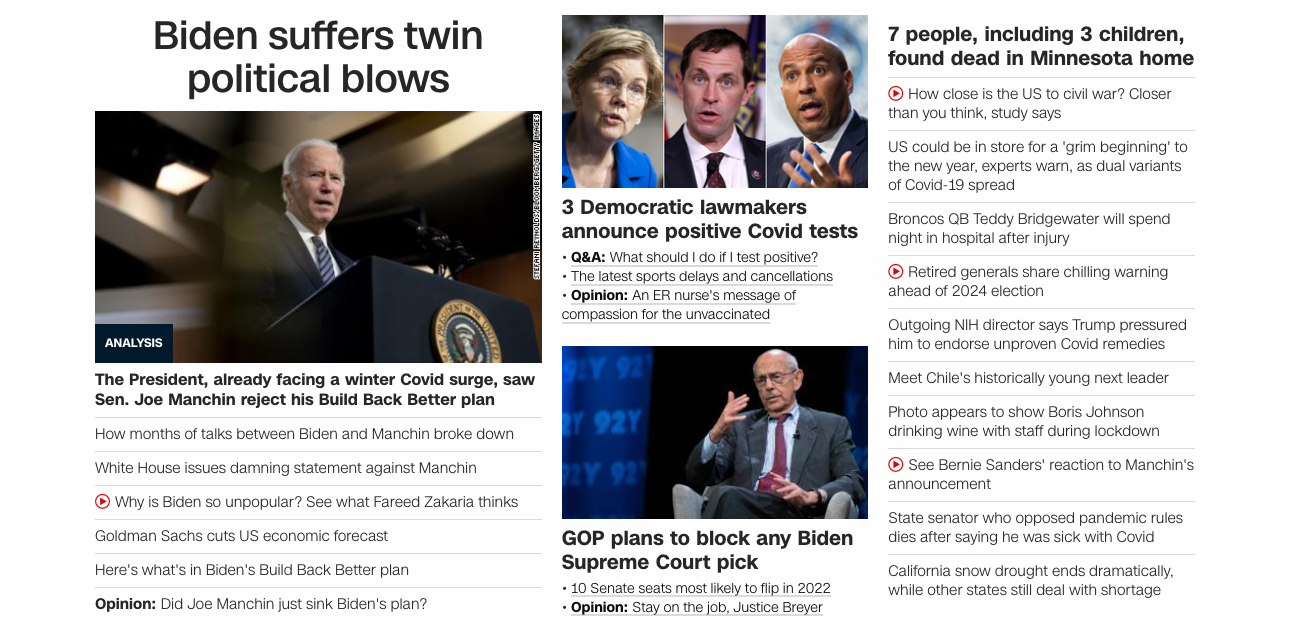 Biden suffers twin
political blows
STEFANI REYNOLDS/BLOOMBERG/GETTY IMAGES
ANALYSIS
The President, already facing a winter Covid surge, saw
Sen. Joe Manchin reject his Build Back Better plan
How months of talks between Biden and Manchin broke down
White House issues damning statement against Manchin
Why is Biden so unpopular? See what Fareed Zakaria thinks
Goldman Sachs cuts US economic forecast
Here's what's in Biden's Build Back Better plan
Opinion: Did Joe Manchin just sink Biden's plan?
3 Democratic lawmakers
announce positive Covid tests
• Q&A: What should I do if I test positive?
• The latest sports delays and cancellations
• Opinion: An ER nurse's message of
compassion for the unvaccinated
92Y
92Y
92Y
GOP plans to block any Biden
Supreme Court pick
• 10 Senate seats most likely to flip in 2022
• Opinion: Stay on the job, Justice Breyer
7 people, including 3 children,
found dead in Minnesota home
How close is the US to civil war? Closer
than you think, study says
US could be in store for a 'grim beginning' to
the new year, experts warn, as dual variants
of Covid-19 spread
Broncos QB Teddy Bridgewater will spend
night in hospital after injury
Retired generals share chilling warning
ahead of 2024 election
Outgoing NIH director says Trump pressured
him to endorse unproven Covid remedies
Meet Chile's historically young next leader
Photo appears to show Boris Johnson
drinking wine with staff during lockdown
See Bernie Sanders' reaction to Manchin's
announcement
State senator who opposed pandemic rules
dies after saying he was sick with Covid
California snow drought ends dramatically,
while other states still deal with shortage